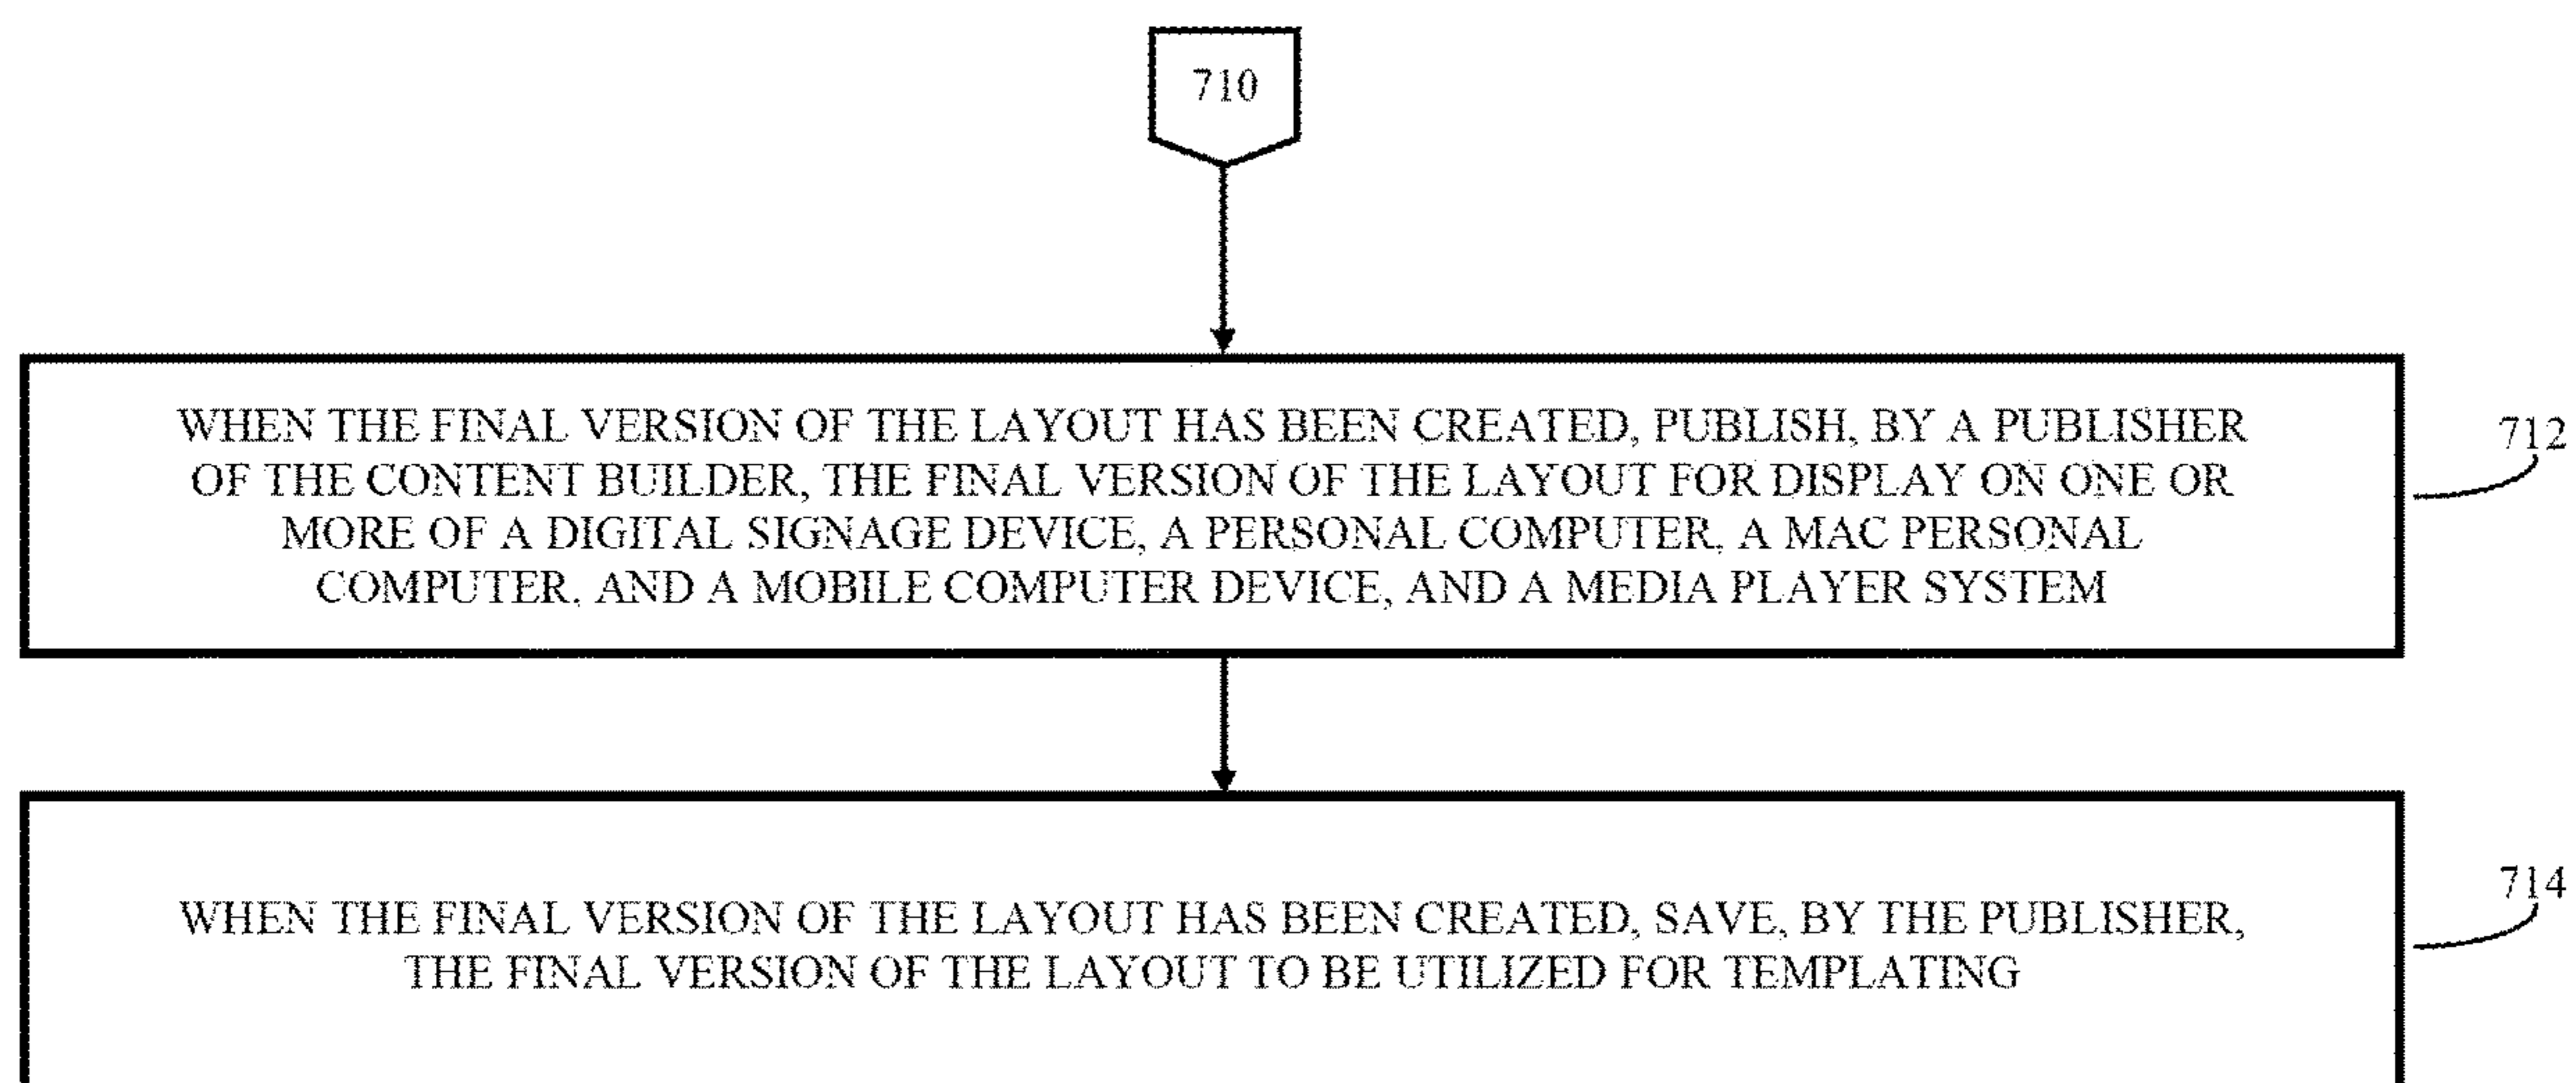 710
WHEN THE FINAL VERSION OF THE LAYOUT HAS BEEN CREATED, PUBLISH, BY A PUBLISHER
OF THE CONTENT BUILDER, THE FINAL VERSION OF THE LAYOUT FOR DISPLAY ON ONE OR
MORE OF A DIGITAL SIGNAGE DEVICE, A PERSONAL COMPUTER, A MAC PERSONAL
COMPUTER, AND A MOBILE COMPUTER DEVICE, AND A MEDIA PLAYER SYSTEM
712
WHEN THE FINAL VERSION OF THE LAYOUT HAS BEEN CREATED, SAVE, BY THE PUBLISHER,
THE FINAL VERSION OF THE LAYOUT TO BE UTILIZED FOR TEMPLATING
714